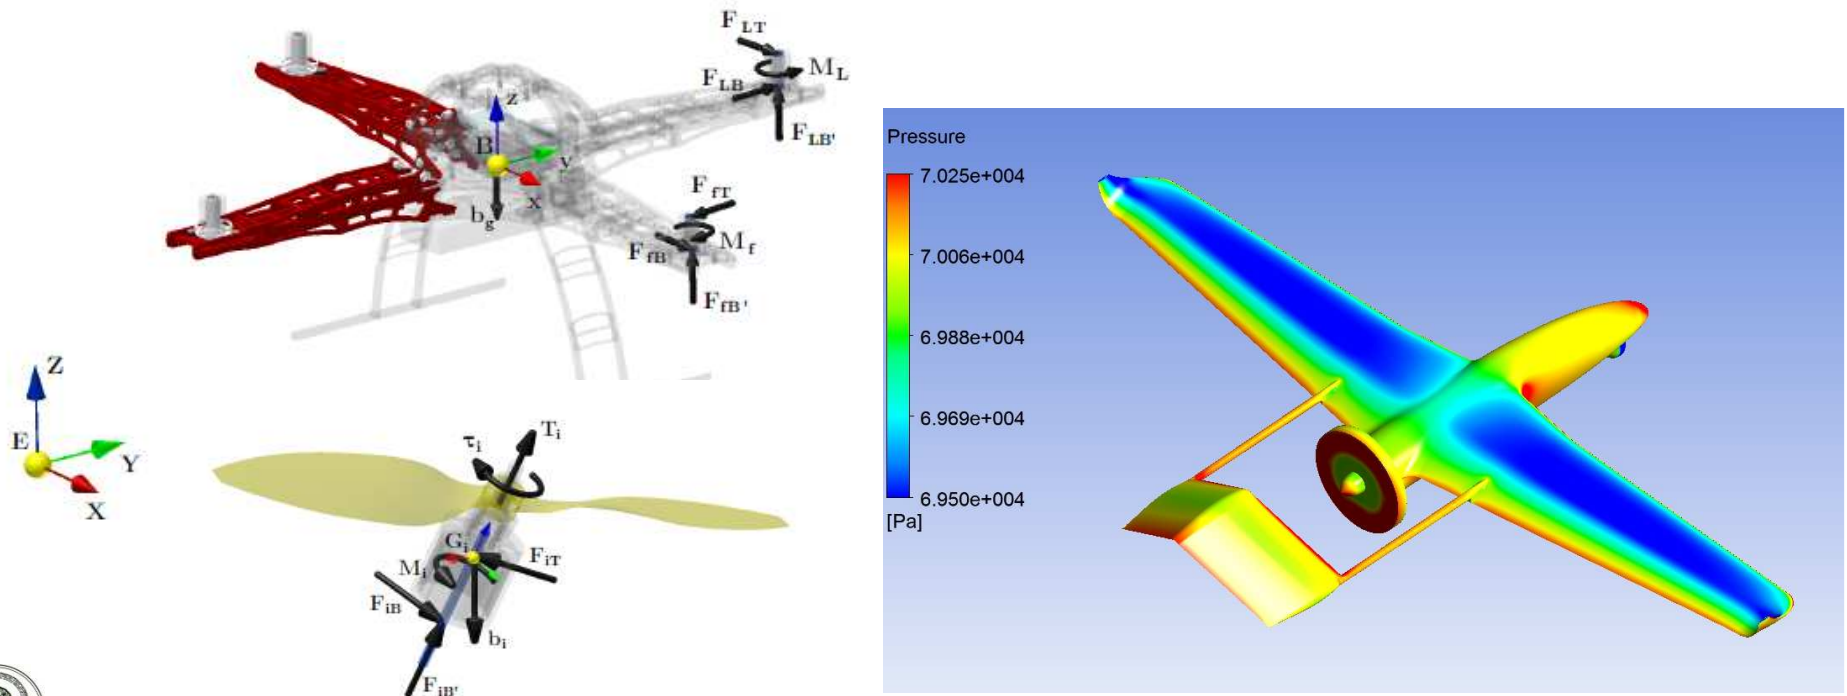 F_LT
M_L
F_LB
z
F_LB'
B
y
F_fT
x
b_g
M_f
F_fB
F_fB'
Z
E
Y
X
T_i
τ_i
G_i
F_iT
M_i
F_iB
b_i
F_iB'
Pressure
7.025e+004
7.006e+004
6.988e+004
6.969e+004
6.950e+004
[Pa]